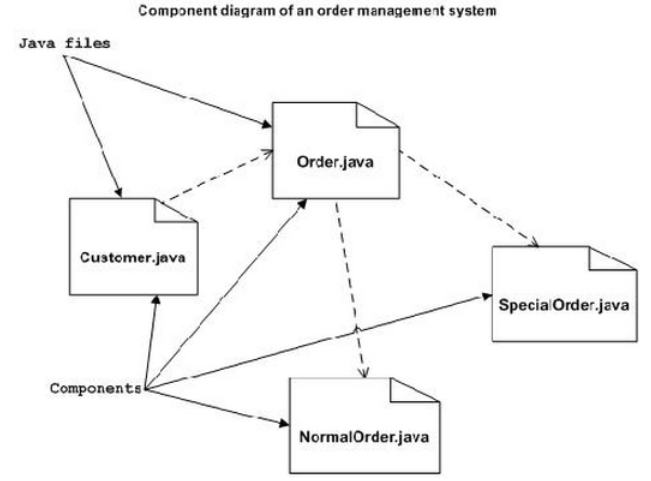 Component diagram of an order management system
Java files
Order.java
Customer.java
SpecialOrder.java
Components
NormalOrder.java